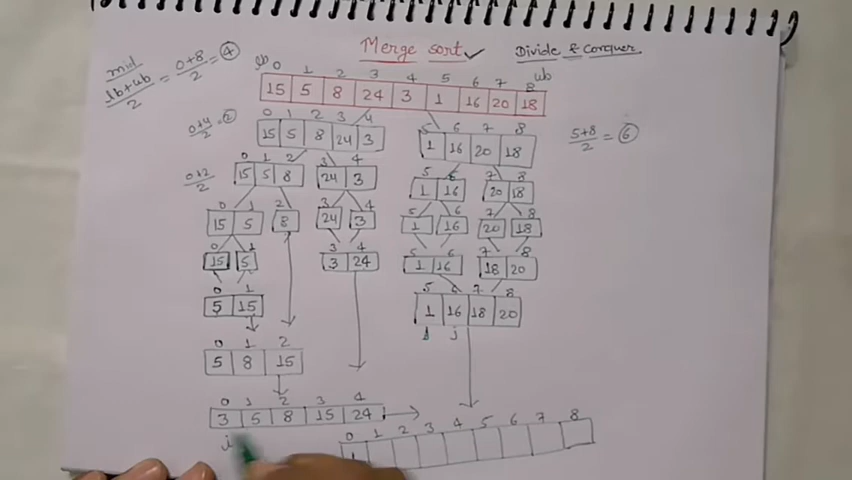 Merge sort Divide & Conquer
mid
lb+ub/2 = 0+8/2 = 4
lb ub
0 1 2 3 4 5 6 7 8
15 5 8 24 3 1 16 20 18
0+4/2 = 2
0 1 2 3 4
15 5 8 24 3
5 6 7 8
1 16 20 18
5+8/2 = 6
0+2/2
0 1 2
15 5 8
3 4
24 3
5 6
1 16
7 8
20 18
0 1
15 5
2
8
3 4
24 3
5 6
1 16
7 8
20 18
0 1
15 5
3 4
3 24
5 6
1 16
7 8
18 20
0 1
5 15
5 6 7 8
1 16 18 20
j
0 1 2
5 8 15
0 1 2 3 4
3 5 8 15 24
i
0 1 2 3 4 5 6 7 8
1